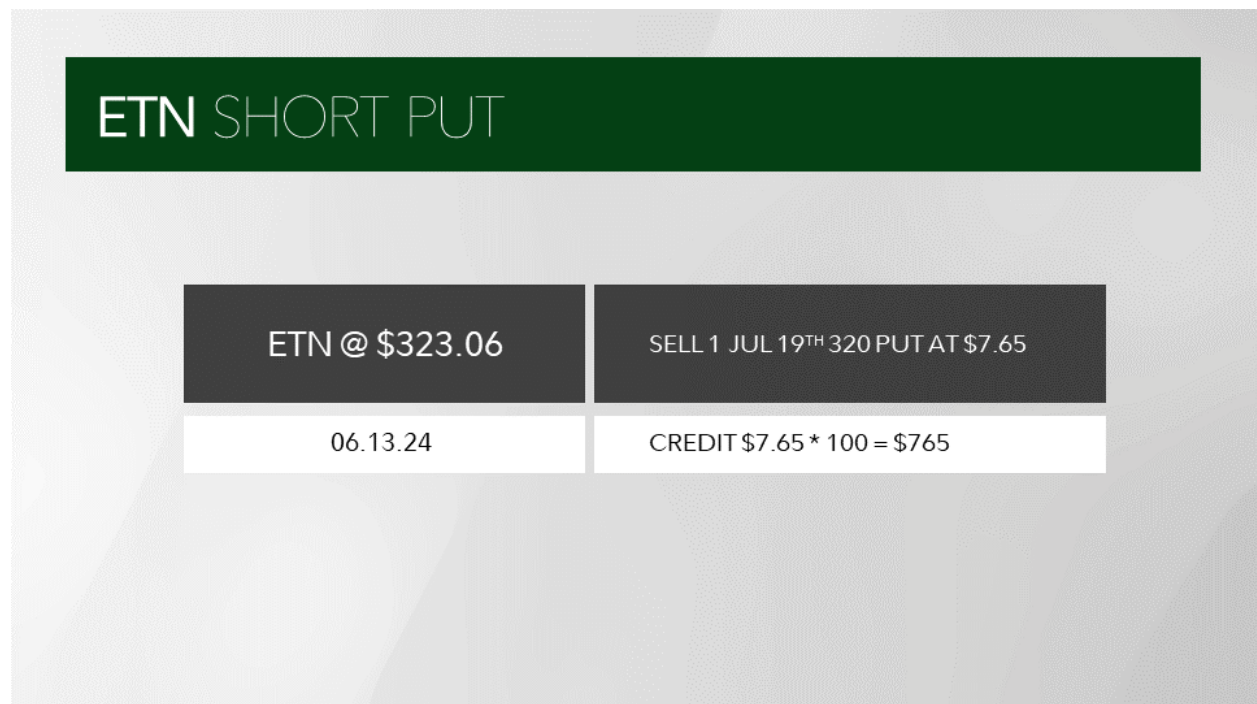 ETN SHORT PUT
ETN @ $323.06
SELL 1 JUL 19TH 320 PUT AT $7.65
06.13.24
CREDIT $7.65 * 100 = $765